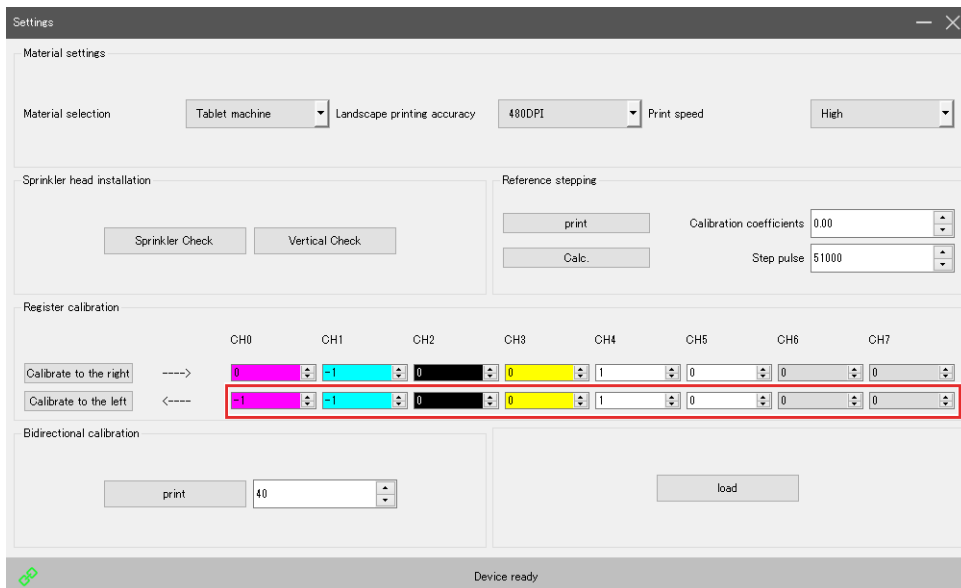 Settings
Material settings
Material selection Tablet machine Landscape printing accuracy 480DPI Print speed High
Sprinkler head installation
Sprinkler Check Vertical Check
Reference stepping
print Calibration coefficients 0.00
Calc. Step pulse 51000
Register calibration
CH0 CH1 CH2 CH3 CH4 CH5 CH6 CH7
Calibrate to the right ----> 0 -1 0 0 1 0 0 0
Calibrate to the left <---- -1 -1 0 0 1 0 0 0
Bidirectional calibration
print 40
load
Device ready